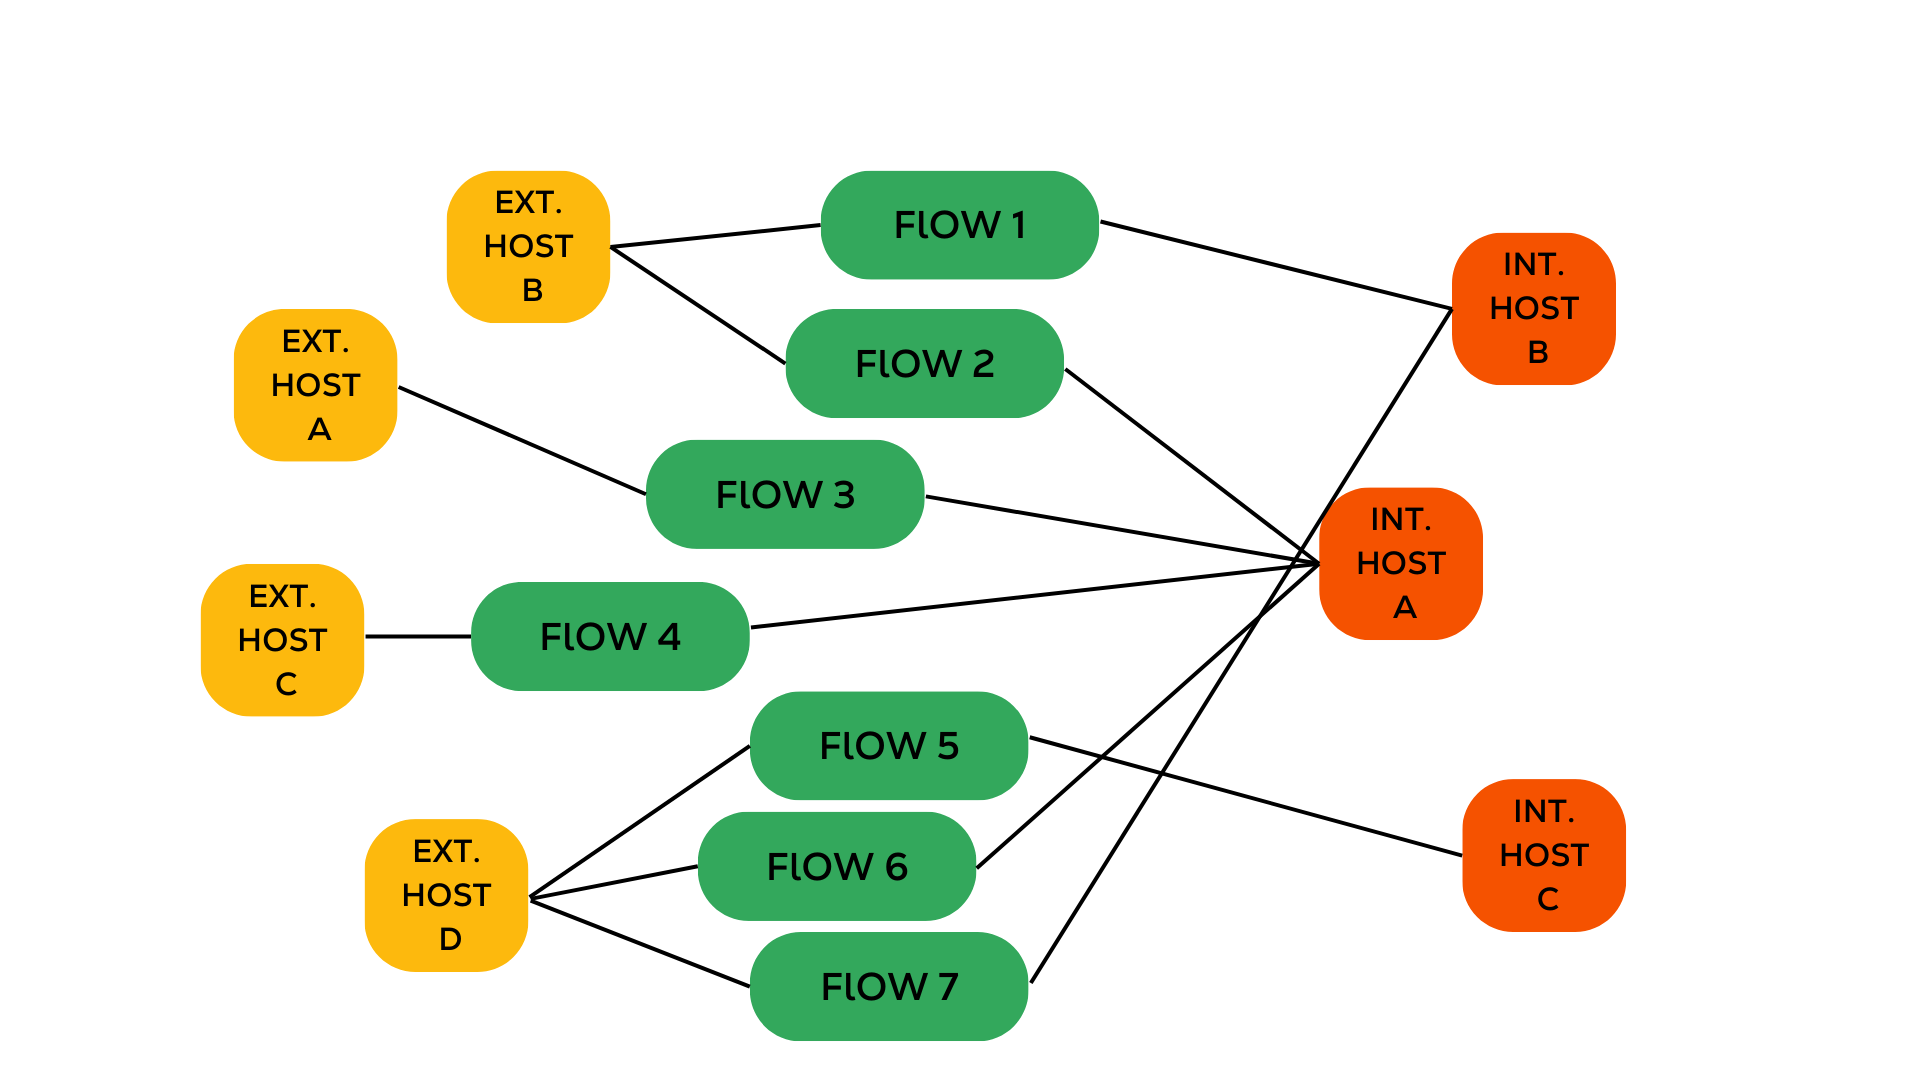 EXT.
HOST
B
FlOW 1
INT.
HOST
B
EXT.
HOST
A
FlOW 2
FlOW 3
INT.
HOST
A
EXT.
HOST
C
FlOW 4
FlOW 5
INT.
HOST
C
EXT.
HOST
D
FlOW 6
FlOW 7